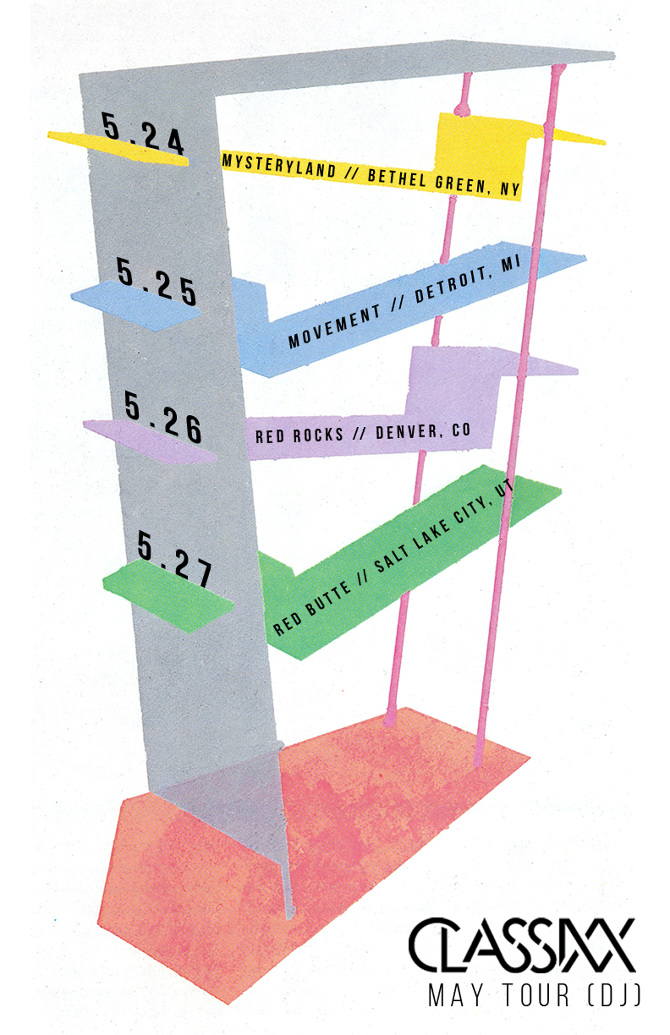 5.24
MYSTERYLAND // BETHEL GREEN, NY
5.25
MOVEMENT // DETROIT, MI
5.26
RED ROCKS // DENVER, CO
5.27
RED BUTTE // SALT LAKE CITY, UT
CLASSIXX
MAY TOUR (DJ)